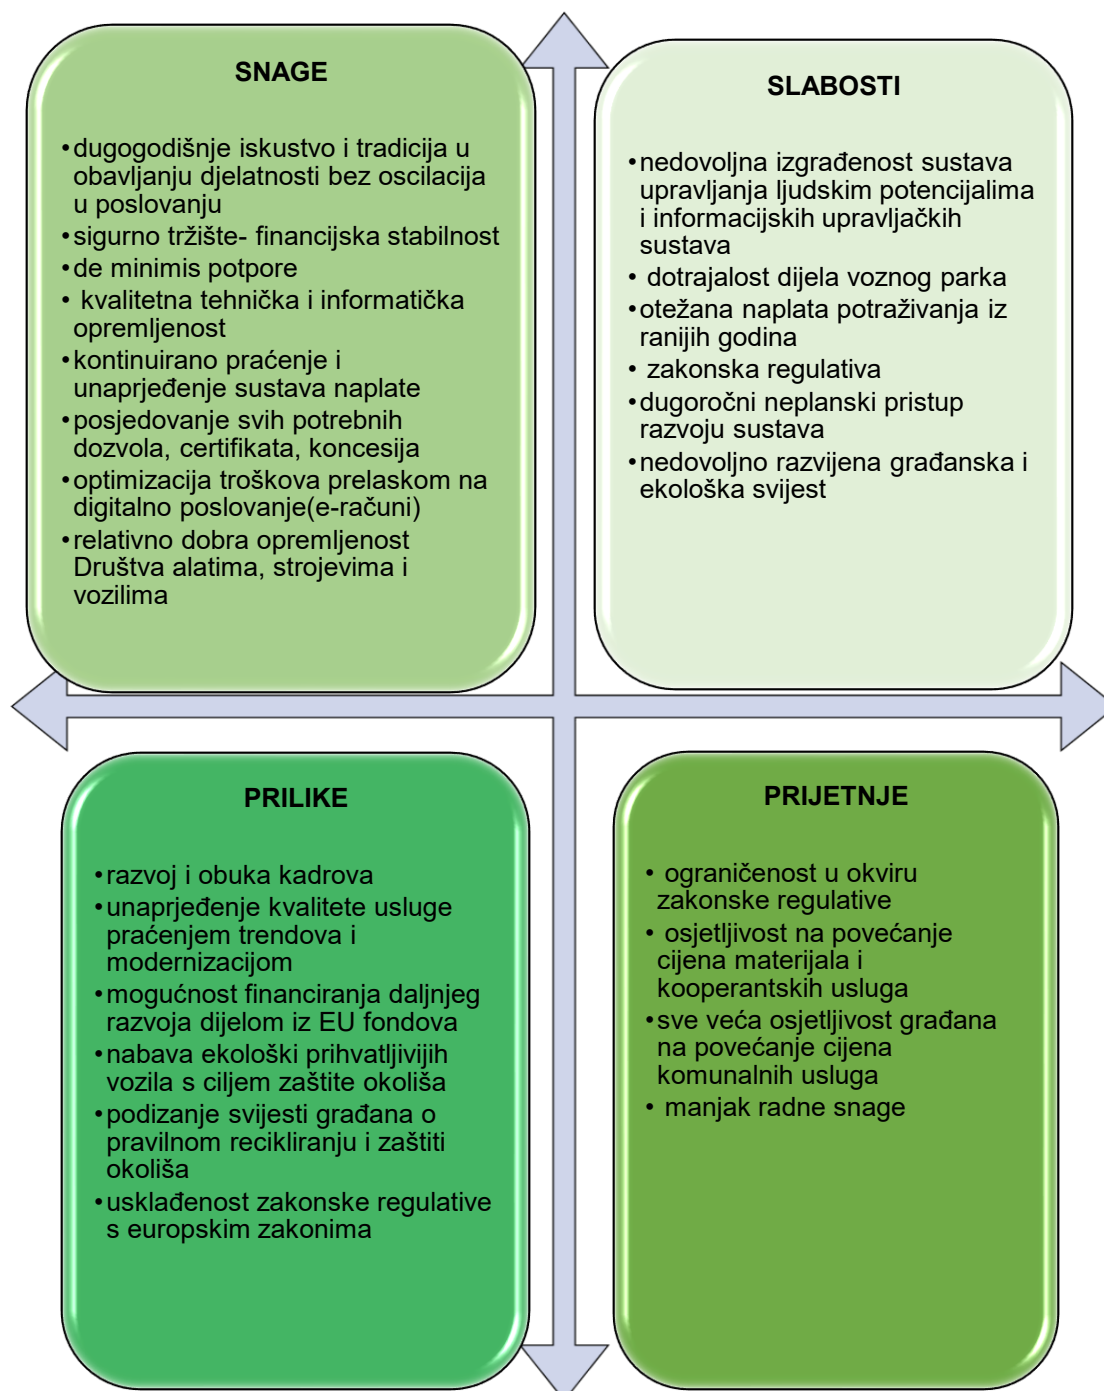 SNAGE
•dugogodišnje iskustvo i tradicija u
obavljanju djelatnosti bez oscilacija
u poslovanju
•sigurno tržište- financijska stabilnost
•de minimis potpore
• kvalitetna tehnička i informatička
opremljenost
•kontinuirano praćenje i
unaprjeđenje sustava naplate
•posjedovanje svih potrebnih
dozvola, certifikata, koncesija
•optimizacija troškova prelaskom na
digitalno poslovanje(e-računi)
•relativno dobra opremljenost
Društva alatima, strojevima i
vozilima
SLABOSTI
•nedovoljna izgrađenost sustava
upravljanja ljudskim potencijalima
i informacijskih upravljačkih
sustava
• dotrajalost dijela voznog parka
•otežana naplata potraživanja iz
ranijih godina
• zakonska regulativa
•dugoročni neplanski pristup
razvoju sustava
•nedovoljno razvijena građanska i
ekološka svijest
PRILIKE
•razvoj i obuka kadrova
•unaprjeđenje kvalitete usluge
praćenjem trendova i
modernizacijom
•mogućnost financiranja daljnjeg
razvoja dijelom iz EU fondova
•nabava ekološki prihvatljivijih
vozila s ciljem zaštite okoliša
•podizanje svijesti građana o
pravilnom recikliranju i zaštiti
okoliša
•usklađenost zakonske regulative
s europskim zakonima
PRIJETNJE
• ograničenost u okviru
zakonske regulative
• osjetljivost na povećanje
cijena materijala i
kooperantskih usluga
•sve veća osjetljivost građana
na povećanje cijena
komunalnih usluga
• manjak radne snage